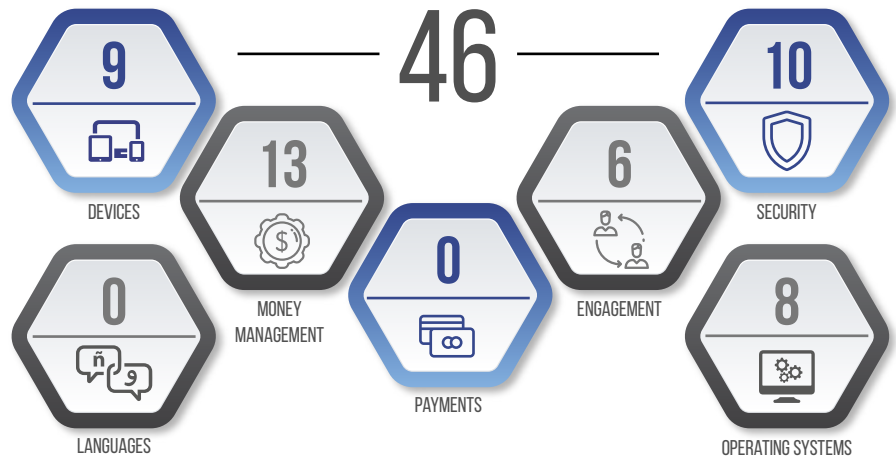 46
9
DEVICES
10
SECURITY
13
MONEY
MANAGEMENT
6
ENGAGEMENT
0
PAYMENTS
0
ñ
و
LANGUAGES
$
8
OPERATING SYSTEMS